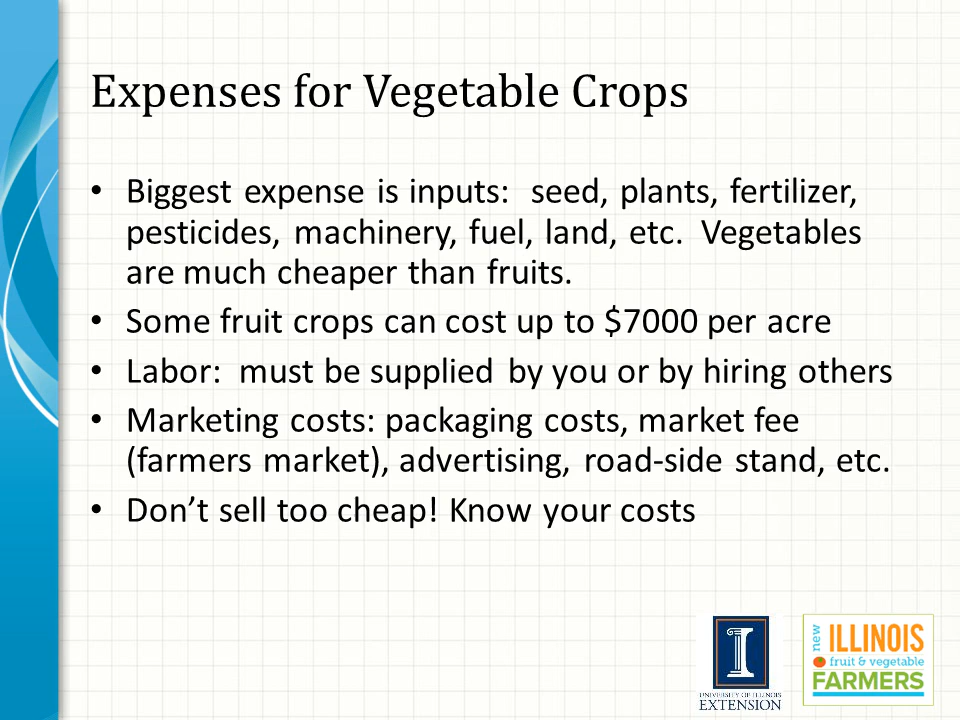 Expenses for Vegetable Crops
• Biggest expense is inputs: seed, plants, fertilizer,
pesticides, machinery, fuel, land, etc. Vegetables
are much cheaper than fruits.
• Some fruit crops can cost up to $7000 per acre
• Labor: must be supplied by you or by hiring others
• Marketing costs: packaging costs, market fee
(farmers market), advertising, road-side stand, etc.
• Don’t sell too cheap! Know your costs
I
UNIVERSITY OF ILLINOIS
EXTENSION
new
ILLINOIS
fruit & vegetable
FARMERS